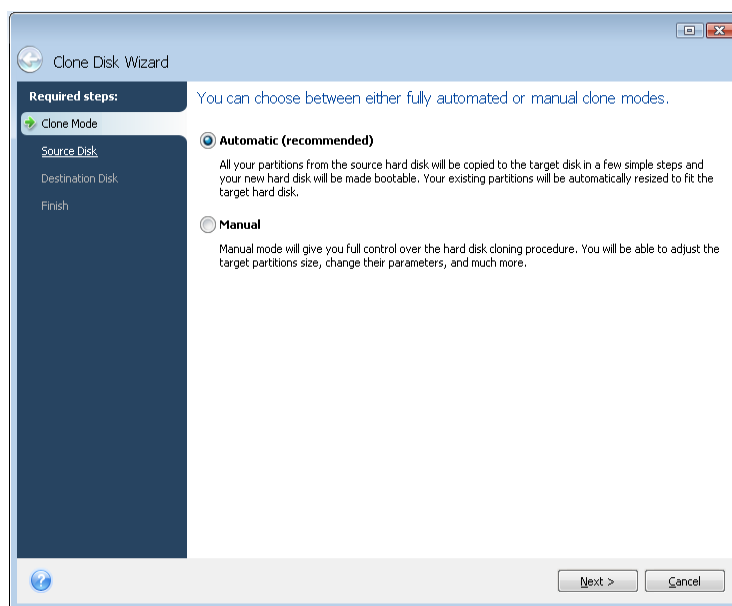 Clone Disk Wizard
Required steps:
Clone Mode
Source Disk
Destination Disk
Finish
You can choose between either fully automated or manual clone modes.
Automatic (recommended)
All your partitions from the source hard disk will be copied to the target disk in a few simple steps and
your new hard disk will be made bootable. Your existing partitions will be automatically resized to fit the
target hard disk.
Manual
Manual mode will give you full control over the hard disk cloning procedure. You will be able to adjust the
target partitions size, change their parameters, and much more.
Next >
Cancel